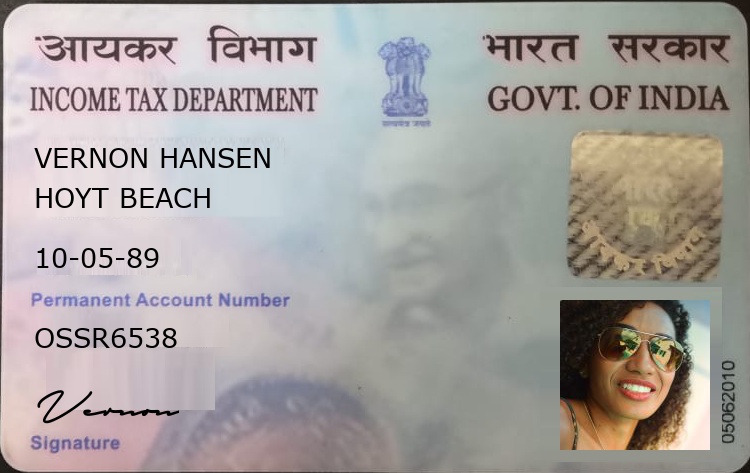 आयकर विभाग
INCOME TAX DEPARTMENT
भारत सरकार
GOVT. OF INDIA
सत्यमेव जयते
VERNON HANSEN
HOYT BEACH
10-05-89
Permanent Account Number
OSSR6538
Vernon
Signature
05062010